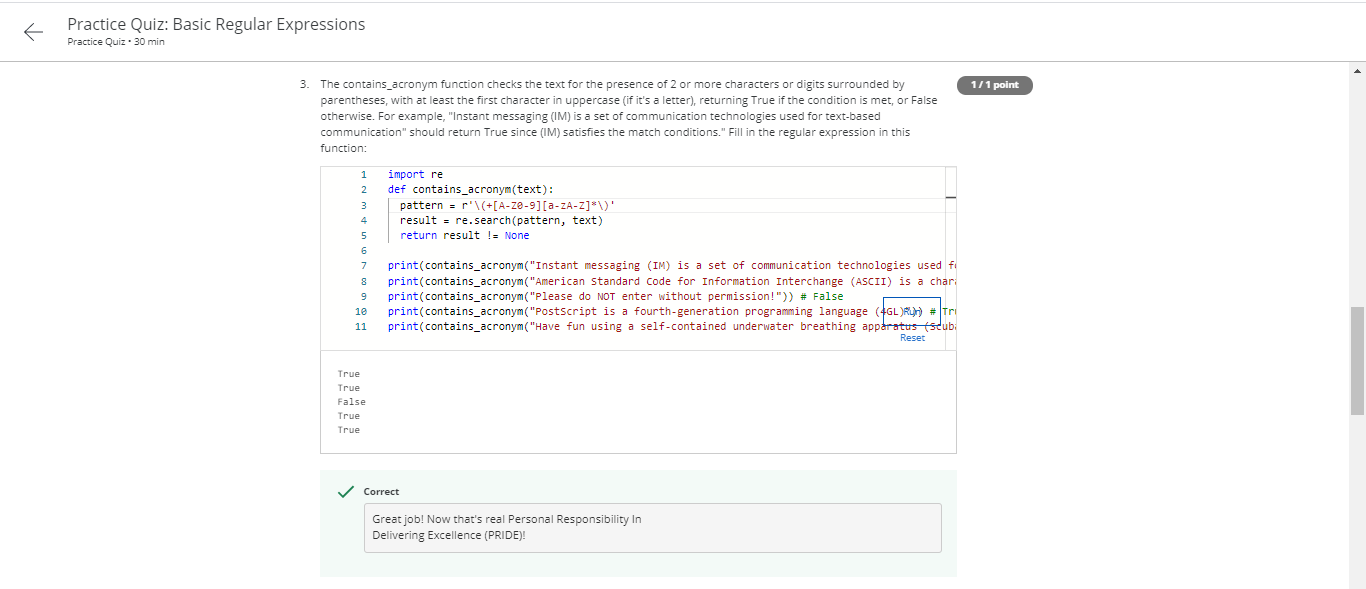 Practice Quiz: Basic Regular Expressions
Practice Quiz • 30 min
3. The contains_acronym function checks the text for the presence of 2 or more characters or digits surrounded by
parentheses, with at least the first character in uppercase (if it's a letter), returning True if the condition is met, or False
otherwise. For example, "Instant messaging (IM) is a set of communication technologies used for text-based
communication" should return True since (IM) satisfies the match conditions." Fill in the regular expression in this
function:
1 / 1 point
1 import re
2 def contains_acronym(text):
3 pattern = r'\(+[A-Z0-9][a-zA-Z]*\)'
4 result = re.search(pattern, text)
5 return result != None
6
7 print(contains_acronym("Instant messaging (IM) is a set of communication technologies used fo
8 print(contains_acronym("American Standard Code for Information Interchange (ASCII) is a chara
9 print(contains_acronym("Please do NOT enter without permission!")) # False
10 print(contains_acronym("PostScript is a fourth-generation programming language (4GL)")) # Tru
11 print(contains_acronym("Have fun using a self-contained underwater breathing apparatus (Scuba
Run
Reset
True
True
False
True
True
Correct
Great job! Now that's real Personal Responsibility In
Delivering Excellence (PRIDE)!